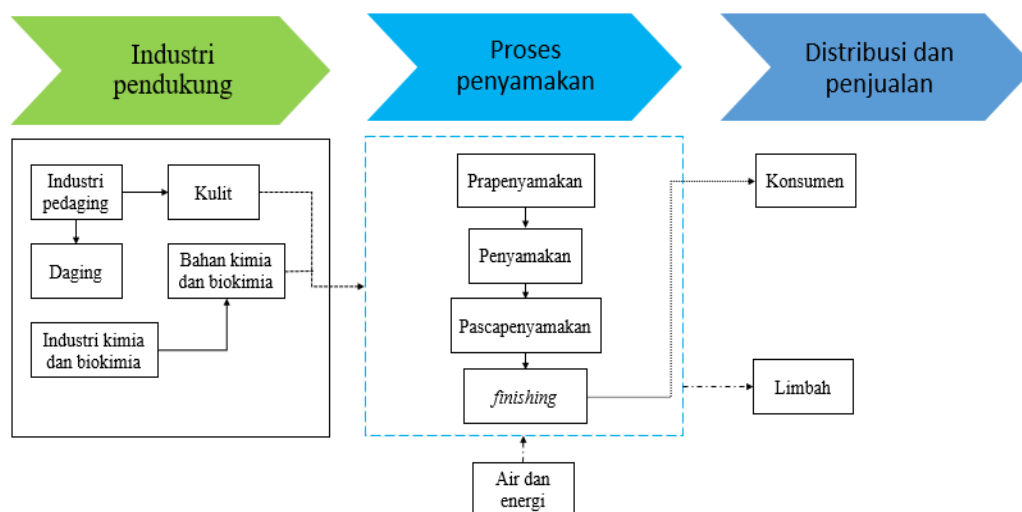 Industri
pendukung
Proses
penyamakan
Distribusi dan
penjualan
Industri
pedaging
Kulit
Daging
Bahan kimia
dan biokimia
Industri kimia
dan biokimia
Prapenyamakan
Penyamakan
Pascapenyamakan
finishing
Air dan
energi
Konsumen
Limbah